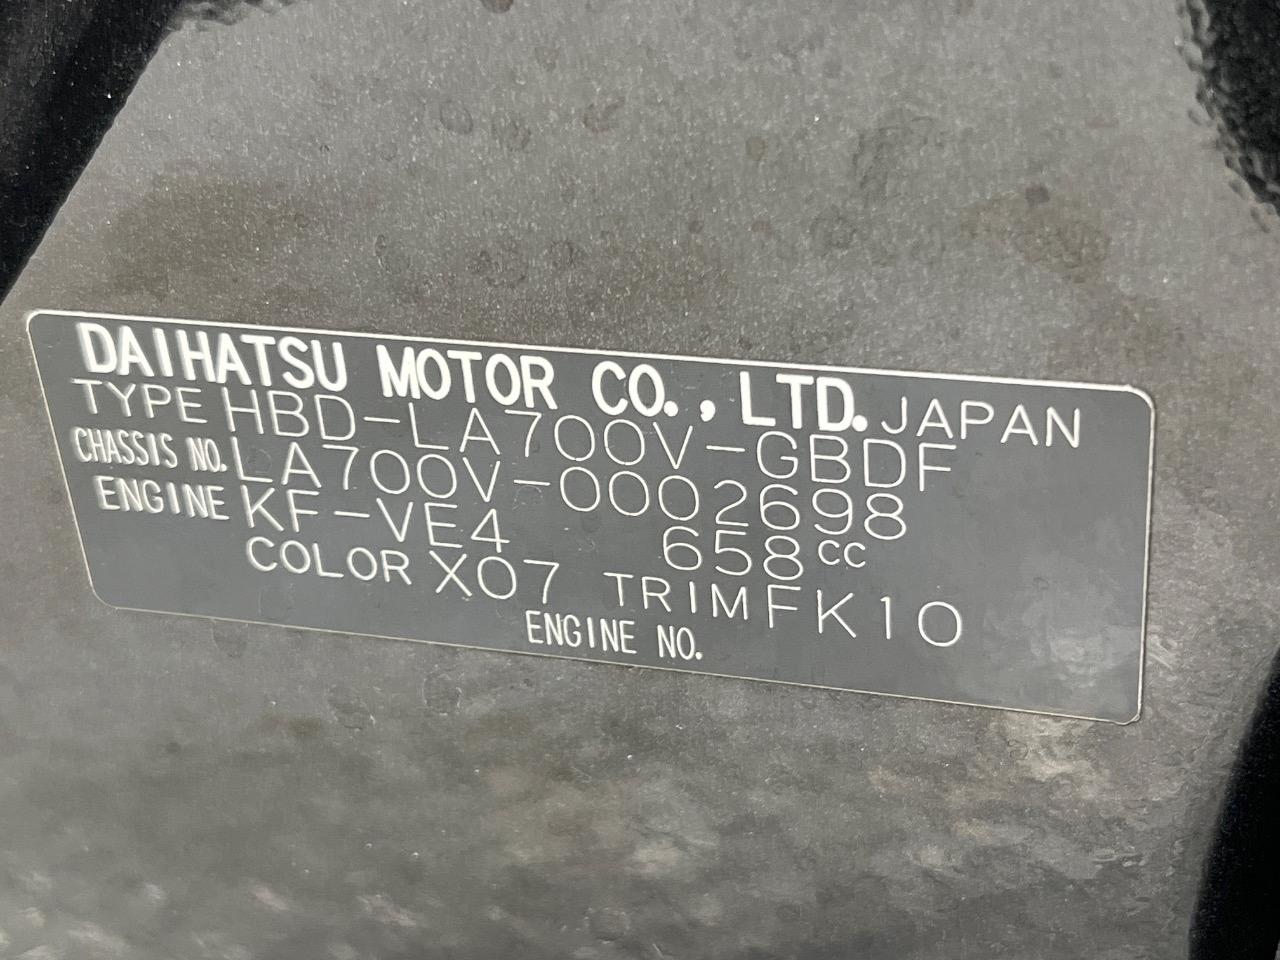 DAIHATSU MOTOR CO., LTD. JAPAN
TYPE HBD-LA700V-GBDF
CHASSIS NO. LA700V-0002698
ENGINE KF-VE4 658cc
COLOR X07 TRIM FK10
ENGINE NO.